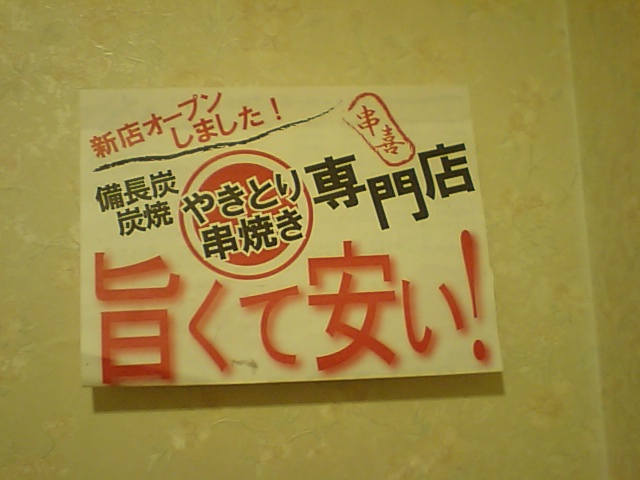 新店オープン
しました！
串喜
備長炭
炭焼
やきとり
串焼き
専門店
旨くて安い！